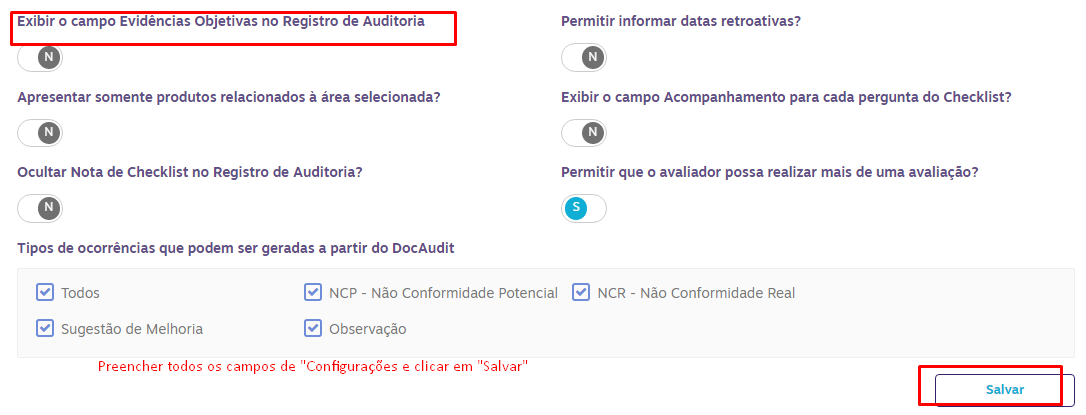 Exibir o campo Evidências Objetivas no Registro de Auditoria
N
Permitir informar datas retroativas?
N
Apresentar somente produtos relacionados à área selecionada?
N
Exibir o campo Acompanhamento para cada pergunta do Checklist?
N
Ocultar Nota de Checklist no Registro de Auditoria?
N
Permitir que o avaliador possa realizar mais de uma avaliação?
S
Tipos de ocorrências que podem ser geradas a partir do DocAudit
Todos
NCP - Não Conformidade Potencial
NCR - Não Conformidade Real
Sugestão de Melhoria
Observação
Preencher todos os campos de "Configurações e clicar em "Salvar"
Salvar